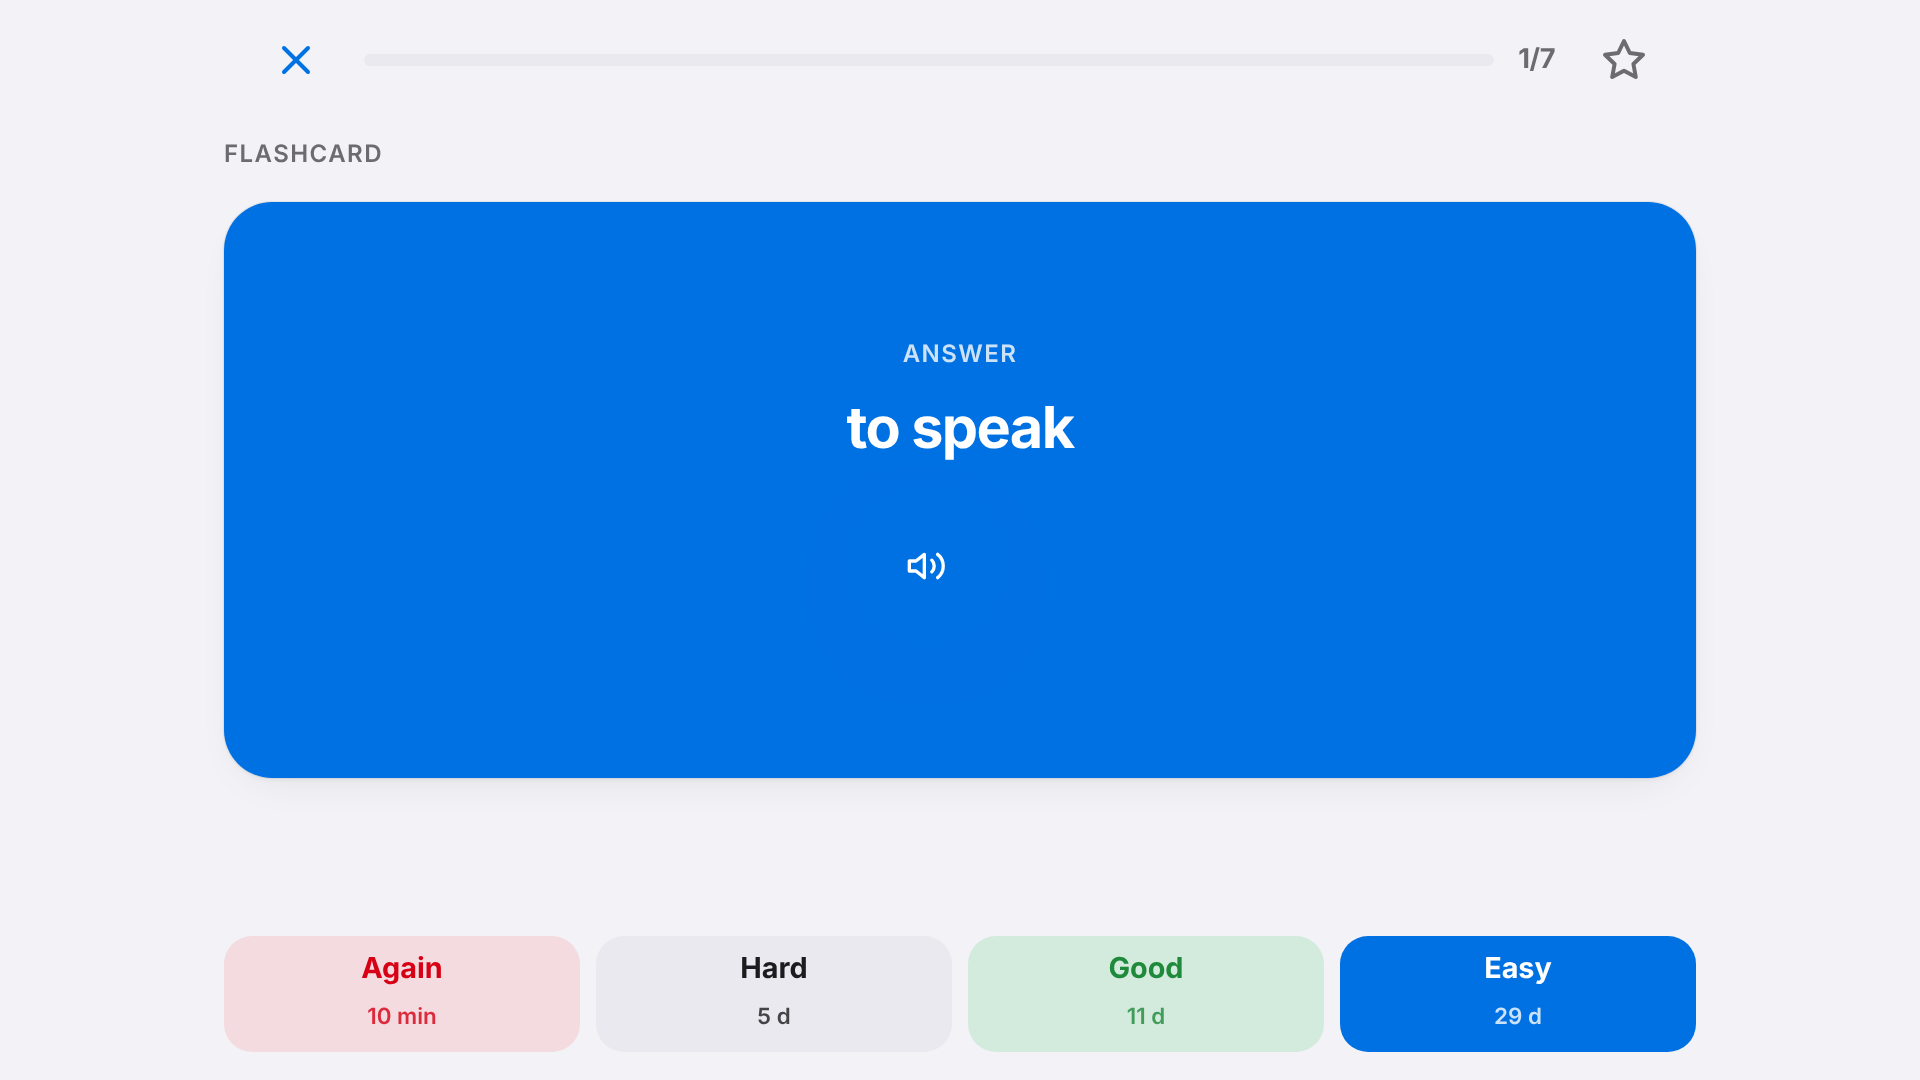 1/7
FLASHCARD
ANSWER
to speak
Again
10 min
Hard
5 d
Good
11 d
Easy
29 d